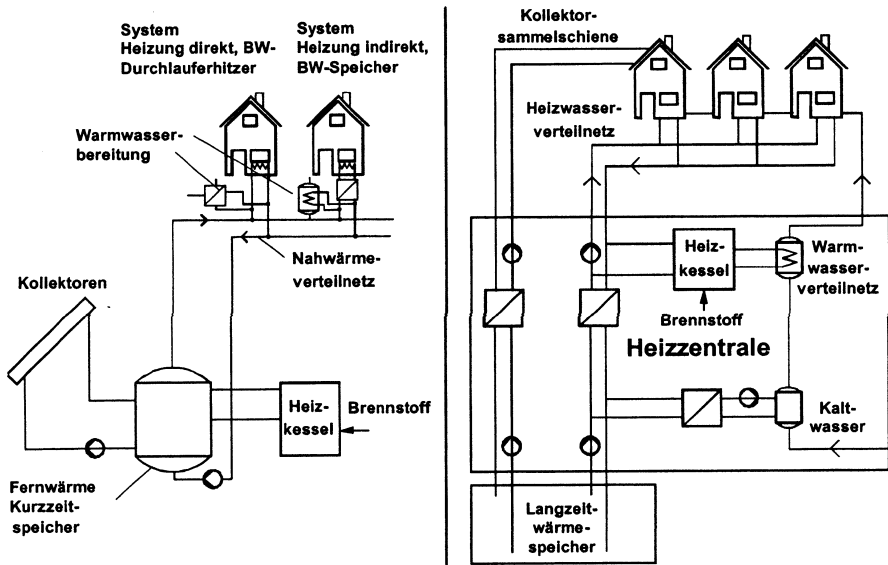 System
Heizung direkt, BW-
Durchlauferhitzer
System
Heizung indirekt,
BW-Speicher
Warmwasser-
bereitung
Nahwärme-
verteilnetz
Kollektoren
Heiz-
kessel
Brennstoff
Fernwärme
Kurzzeit-
speicher
Kollektor-
sammelschiene
Heizwasser-
verteilnetz
Heiz-
kessel
Warm-
wasser-
verteilnetz
Brennstoff
Heizzentrale
Kalt-
wasser
Langzeit-
wärme-
speicher